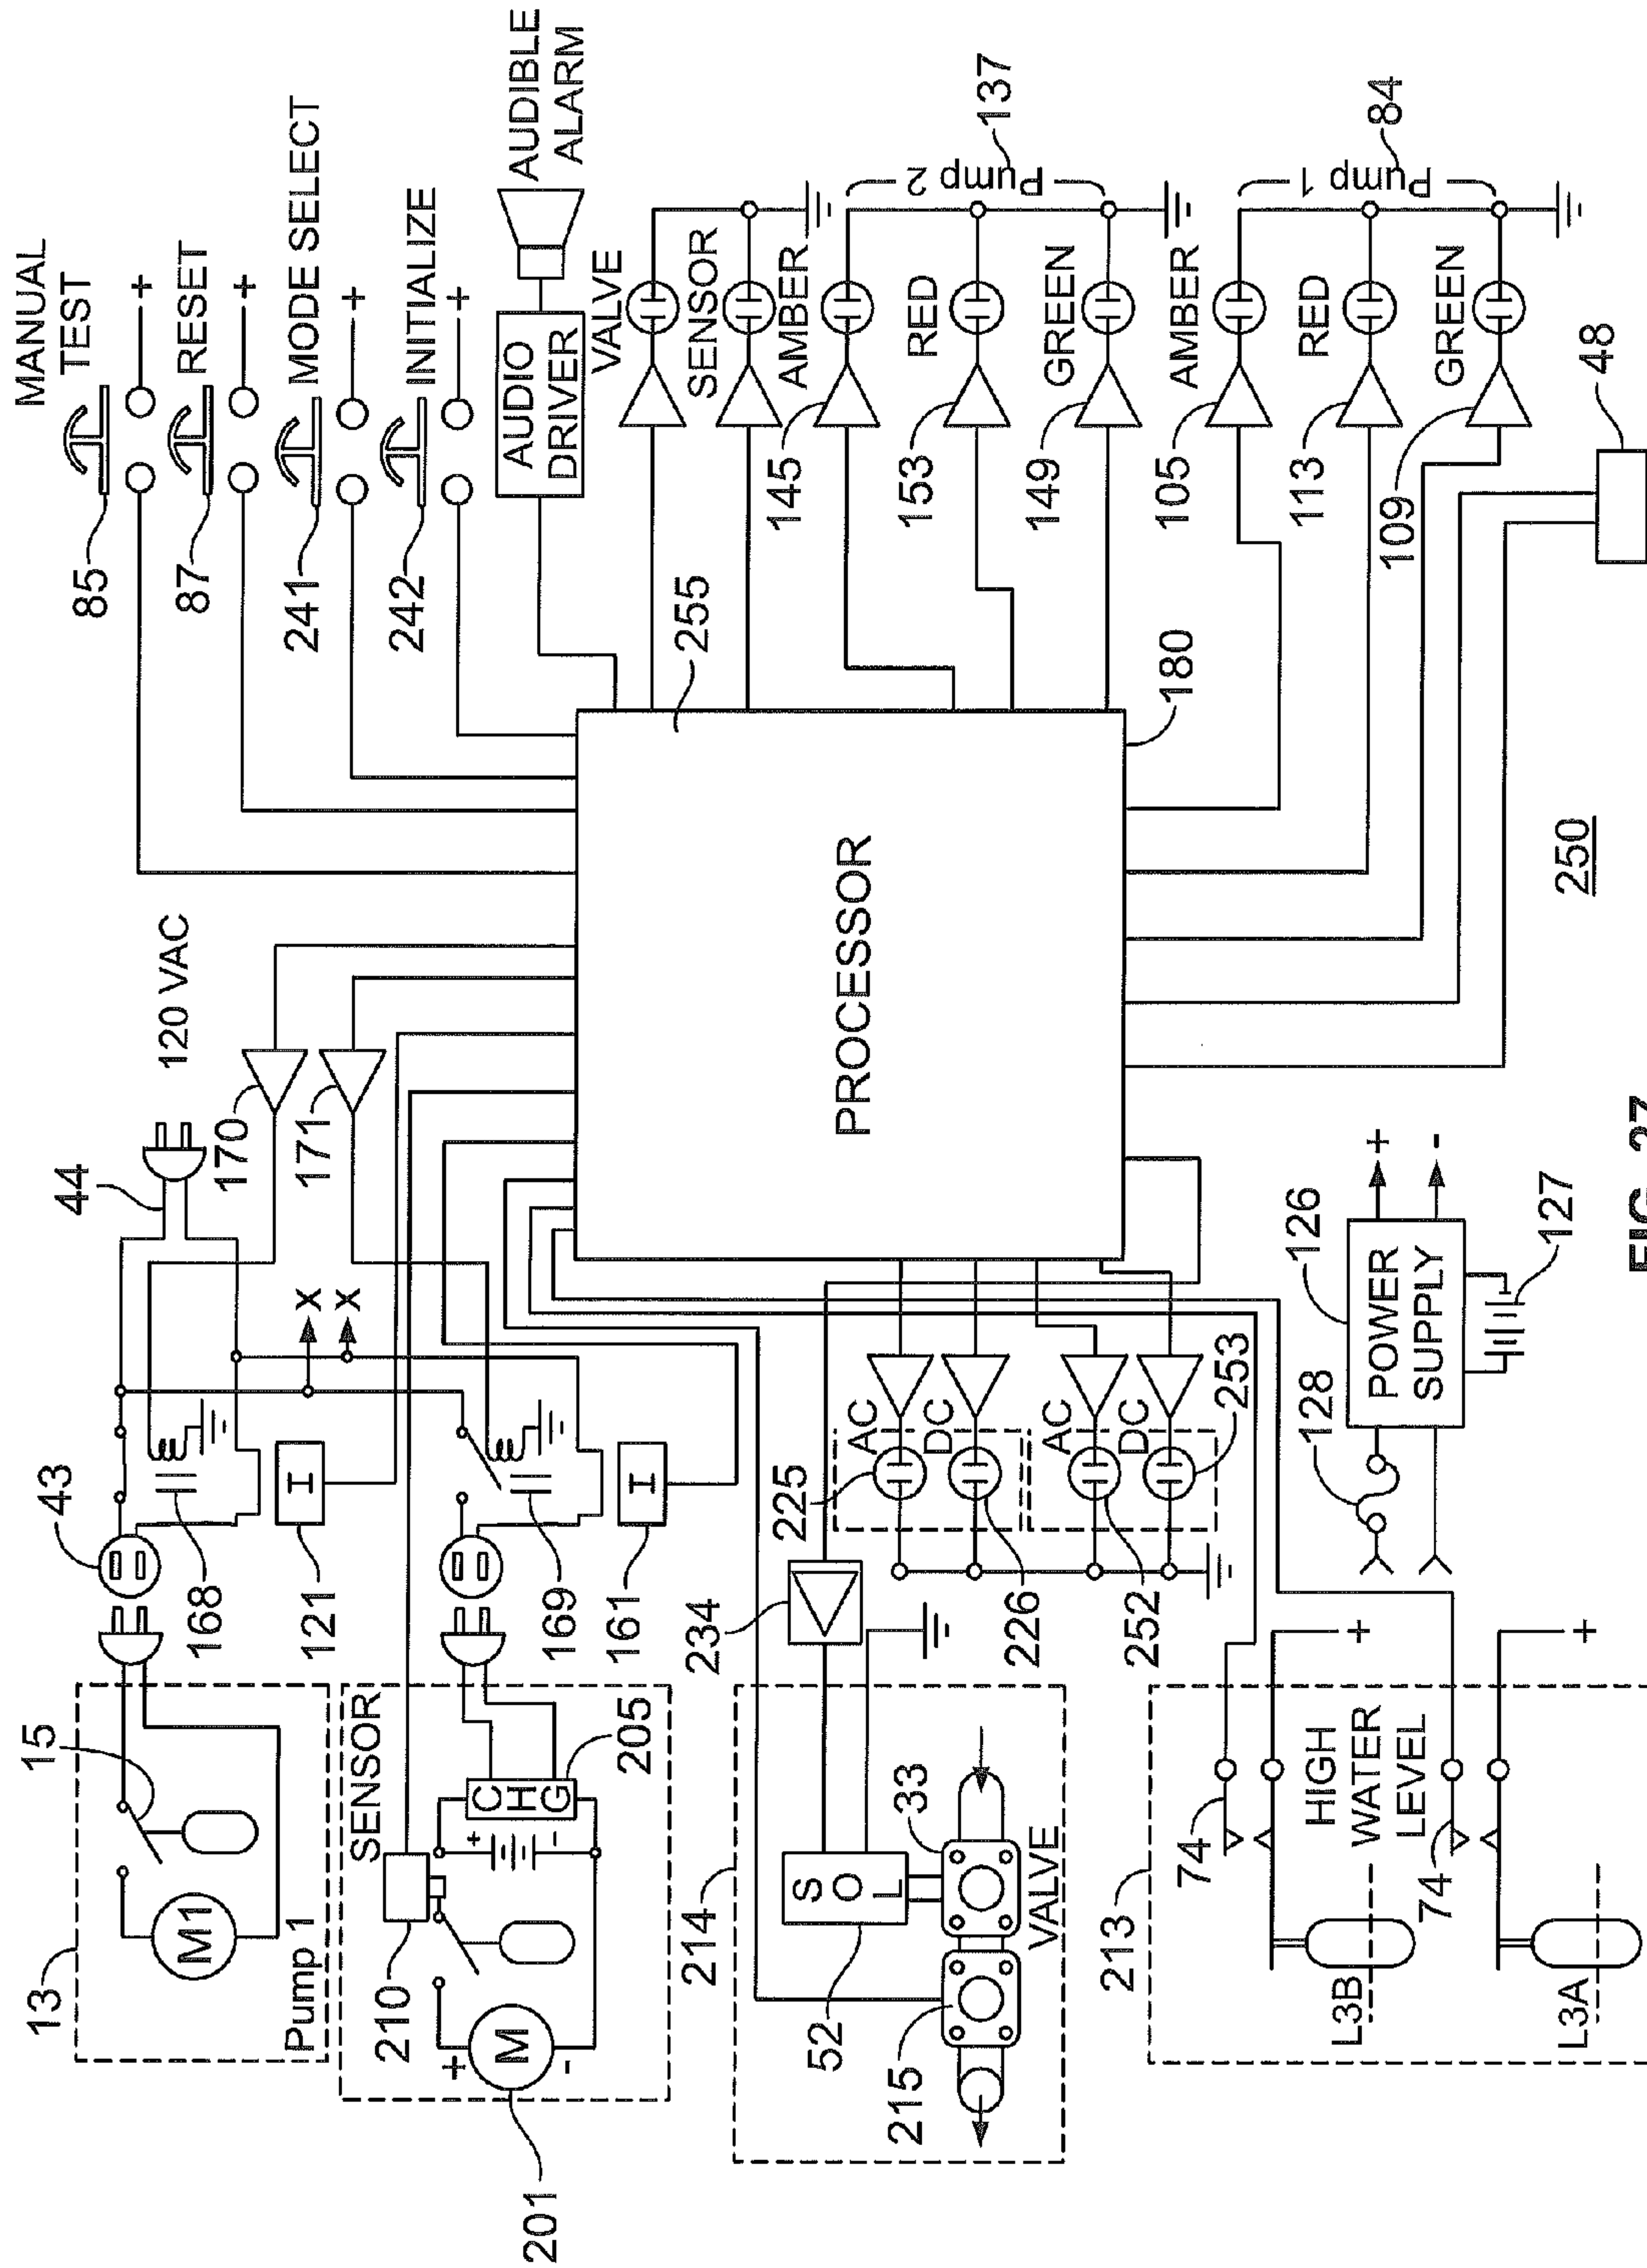 MANUAL
TEST
85
RESET
87
MODE SELECT
241
INITIALIZE
242
AUDIO
DRIVER
AUDIBLE
ALARM
VALVE
SENSOR
AMBER
145
RED
153
GREEN
149
Pump 2
137
AMBER
105
RED
113
GREEN
109
Pump 1
84
48
255
180
PROCESSOR
250
120 VAC
44
170
171
X
X
43
168
121
I
169
161
I
13
15
M1
Pump 1
SENSOR
210
CHG
205
M
201
+
-
+
-
234
225
AC
DC
226
AC
DC
252
253
214
SOL
52
33
215
VALVE
213
74
HIGH
WATER
LEVEL
74
L3B
L3A
+
+
128
126
POWER
SUPPLY
127
+
-
+
+
+
+
FIG. 27